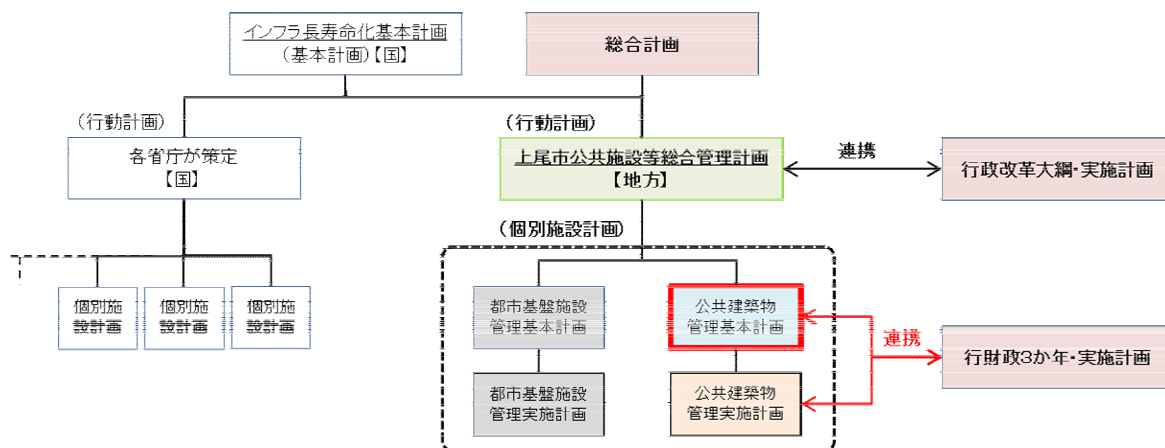 インフラ長寿命化基本計画
(基本計画)【国】
総合計画
(行動計画)
各省庁が策定
【国】
(行動計画)
上尾市公共施設等総合管理計画
【地方】
連携
行政改革大綱・実施計画
(個別施設計画)
個別施
設計画
個別施
設計画
個別施
設計画
都市基盤施設
管理基本計画
公共建築物
管理基本計画
都市基盤施設
管理実施計画
公共建築物
管理実施計画
連携
行財政3か年・実施計画